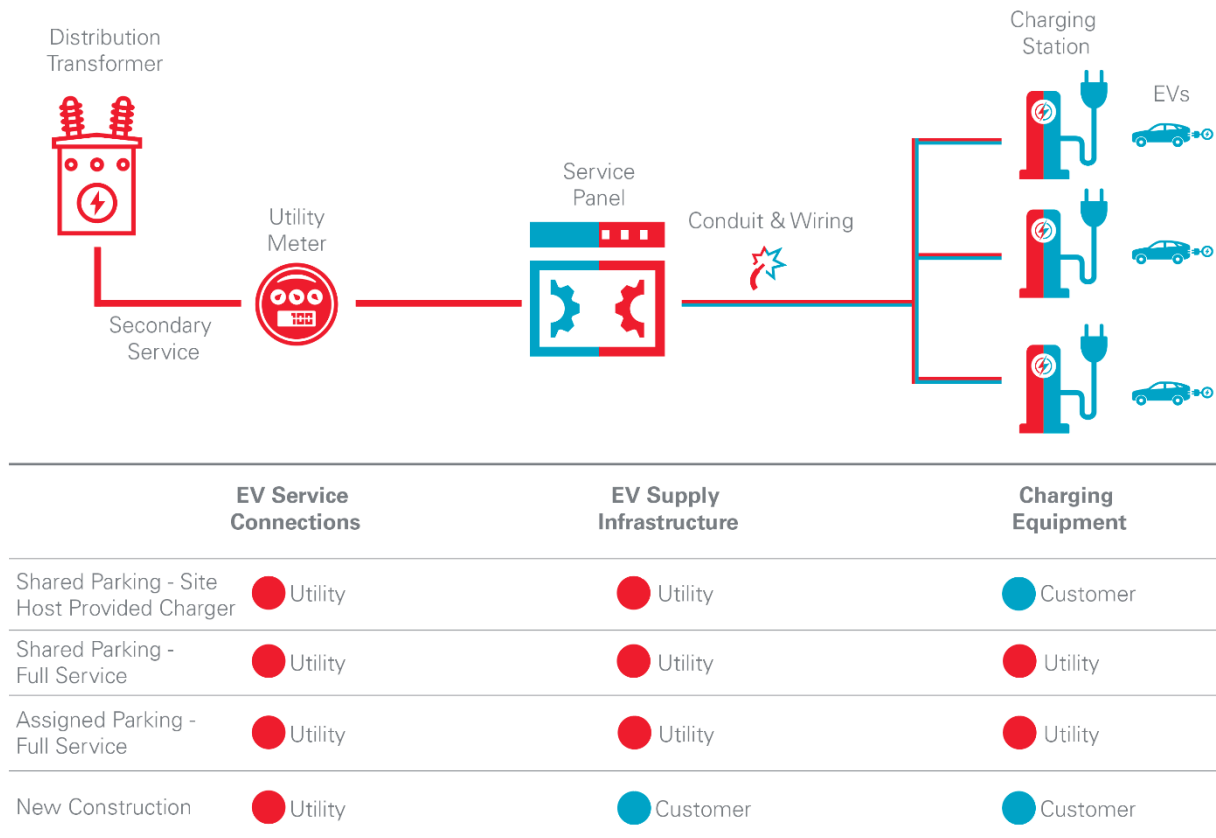 Distribution
Transformer
Charging
Station
EVs
Service
Panel
Utility
Meter
Conduit & Wiring
100
Secondary
Service
EV Service
Connections
EV Supply
Infrastructure
Charging
Equipment
Shared Parking - Site
Host Provided Charger
Utility
Utility
Customer
Shared Parking -
Full Service
Utility
Utility
Utility
Assigned Parking -
Full Service
Utility
Utility
Utility
New Construction
Utility
Customer
Customer